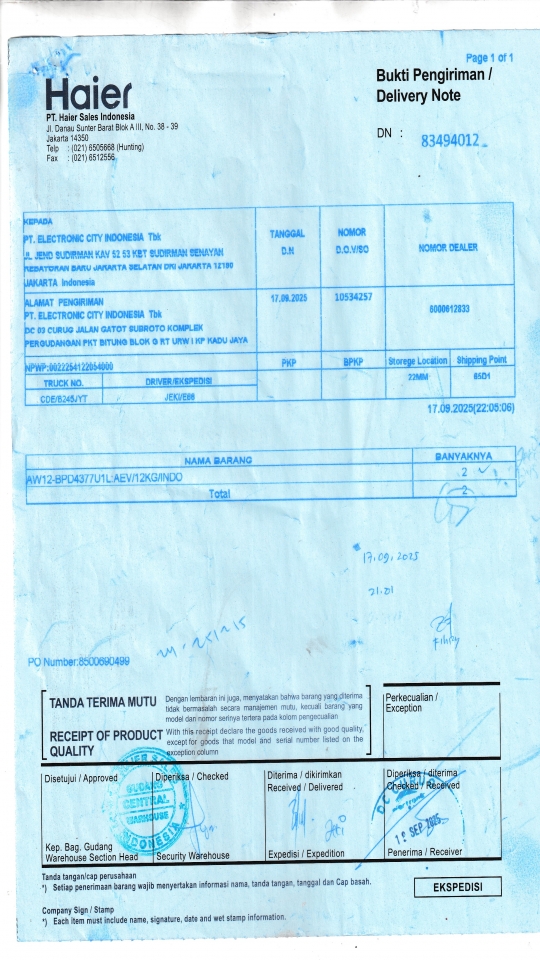 Page 1 of 1
Haier
PT. Haier Sales Indonesia
Jl. Danau Sunter Barat Blok A III, No. 38 - 39
Jakarta 14350
Telp : (021) 6505668 (Hunting)
Fax : (021) 6512556
Bukti Pengiriman /
Delivery Note
DN : 83494012
KEPADA
PT. ELECTRONIC CITY INDONESIA Tbk
JL JEND SUDIRMAN KAV 52 53 KBT SUDIRMAN SENAYAN
KEBAYORAN BARU JAKARTA SELATAN DKI JAKARTA 12190
JAKARTA Indonesia
TANGGAL
D.N
NOMOR
D.O./SO
NOMOR DEALER
ALAMAT PENGIRIMAN
PT. ELECTRONIC CITY INDONESIA Tbk
DC 03 CURUG JALAN GATOT SUBROTO KOMPLEK
PERGUDANGAN PKT BITUNG BLOK G RT URW I KP KADU JAYA
17.09.2025
10534257
6000612833
NPWP:0022254122054000
PKP
BPKP
Storege Location
Shipping Point
TRUCK NO.
DRIVER/EKSPEDISI
22MM
85D1
CDE/B245JYT
JEKI/E68
17.09.2025(22:05:06)
NAMA BARANG
BANYAKNYA
AW12-BPD4377U1L:AEV/12KG/INDO
2
Total
2
17.09.2025
21.01
PO Number:8500690499
TANDA TERIMA MUTU
Dengan lembaran ini juga, menyatakan bahwa barang yang diterima
tidak bermasalah secara manajemen mutu, kecuali barang yang
model dan nomor serinya tertera pada kolom pengecualian
RECEIPT OF PRODUCT
QUALITY
With this receipt declare the goods received with good quality,
except for goods that model and serial number listed on the
exception column
Perkecualian /
Exception
Disetujui / Approved
Diperiksa / Checked
Diterima / dikirimkan
Received / Delivered
Diperiksa / diterima
Checked / Received
GUDANG
CENTRAL
WAREHOUSE
INDONESIA
DC CURUG
18 SEP 2025
Kep. Bag. Gudang
Warehouse Section Head
Security Warehouse
Expedisi / Expedition
Penerima / Receiver
Tanda tangan/cap perusahaan
*) Setiap penerimaan barang wajib menyertakan informasi nama, tanda tangan, tanggal dan Cap basah.
EKSPEDISI
Company Sign / Stamp
*) Each item must include name, signature, date and wet stamp information.